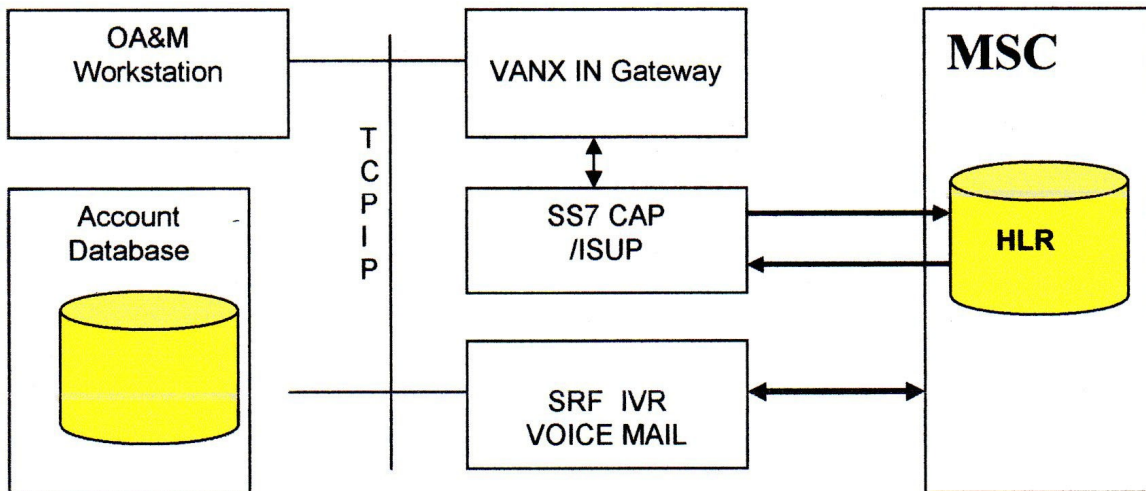 OA&M
Workstation
VANX IN Gateway
MSC
T
C
P
I
P
Account
Database
SS7 CAP
/ISUP
HLR
SRF IVR
VOICE MAIL